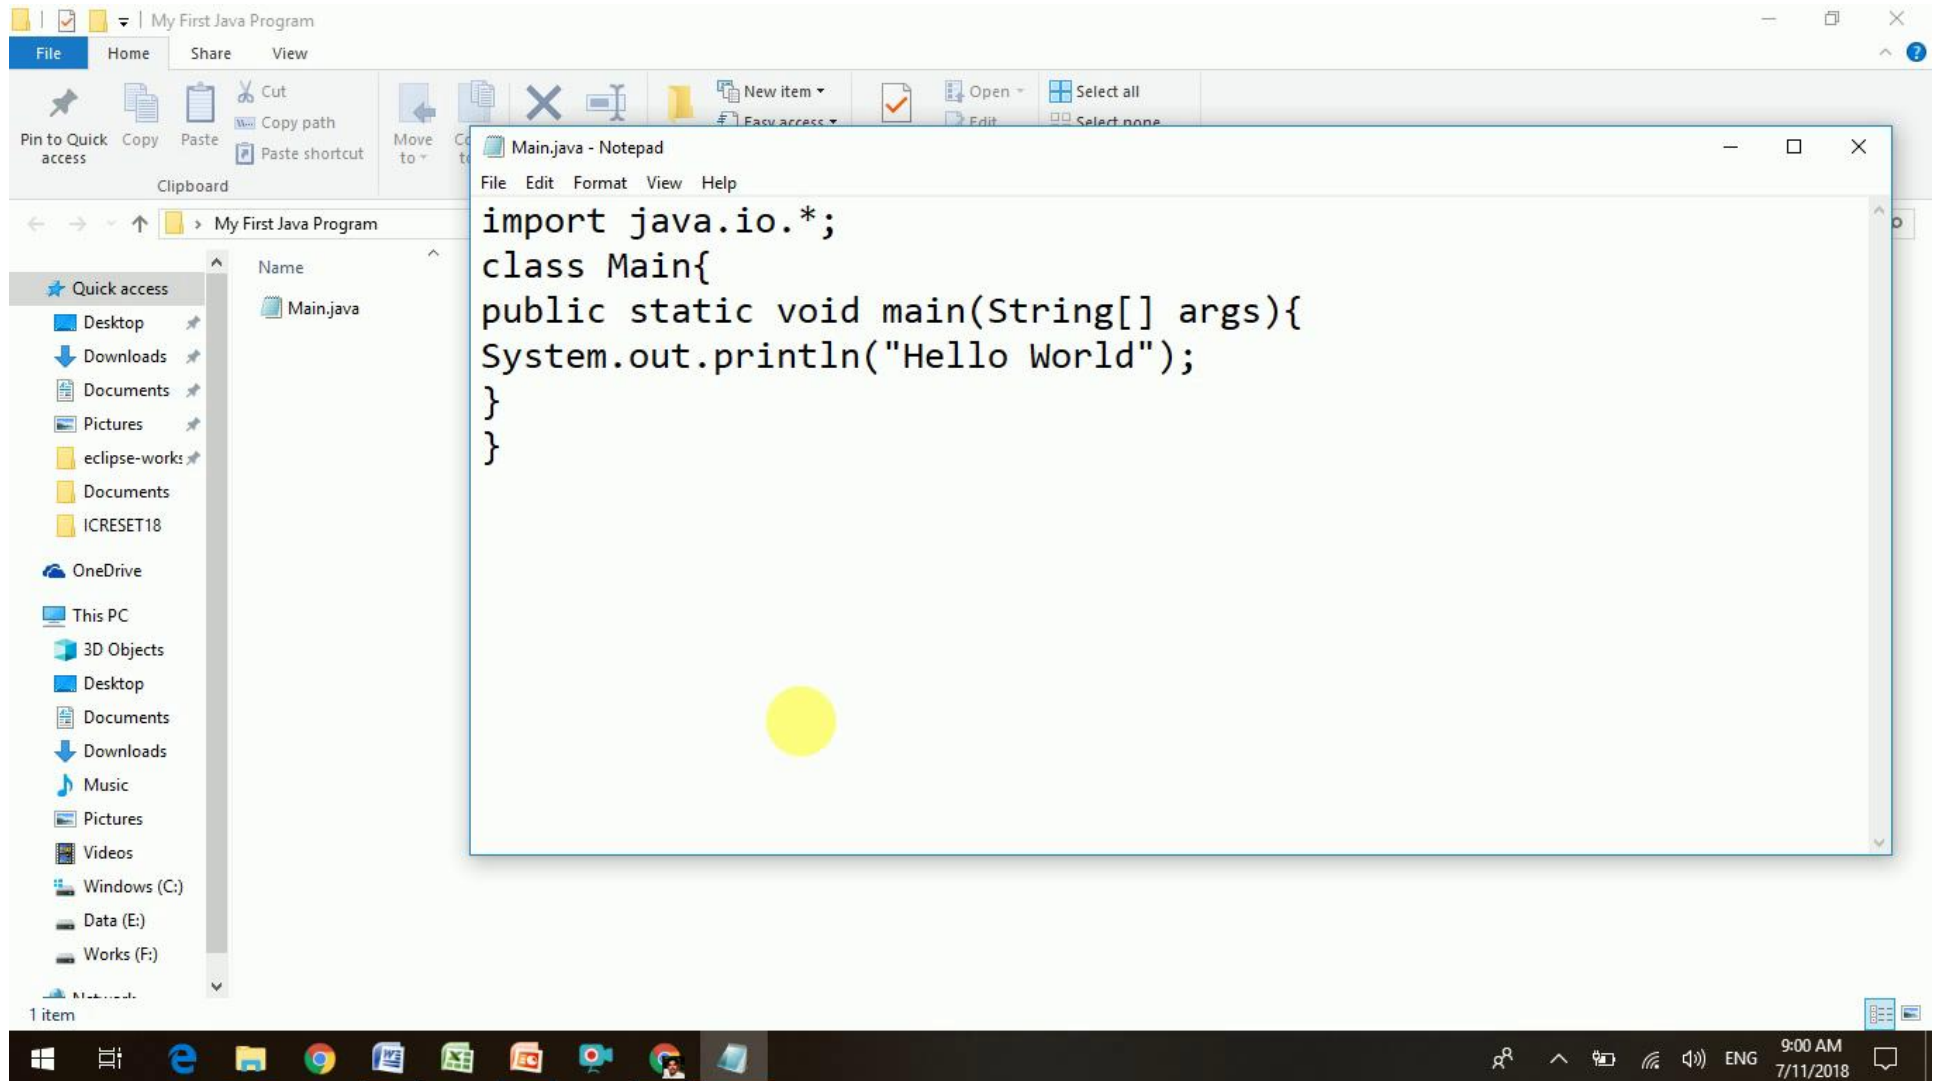 My First Java Program
File Home Share View
Cut
New item
Open
Select all
Copy path
Easy access
Edit
Select none
Pin to Quick access
Copy
Paste
Paste shortcut
Move to
Clipboard
My First Java Program
Name
Main.java
Quick access
Desktop
Downloads
Documents
Pictures
eclipse-works
Documents
ICRESET18
OneDrive
This PC
3D Objects
Desktop
Documents
Downloads
Music
Pictures
Videos
Windows (C:)
Data (E:)
Works (F:)
1 item
Main.java - Notepad
File Edit Format View Help
import java.io.*;
class Main{
public static void main(String[] args){
System.out.println("Hello World");
}
}
ENG
9:00 AM
7/11/2018